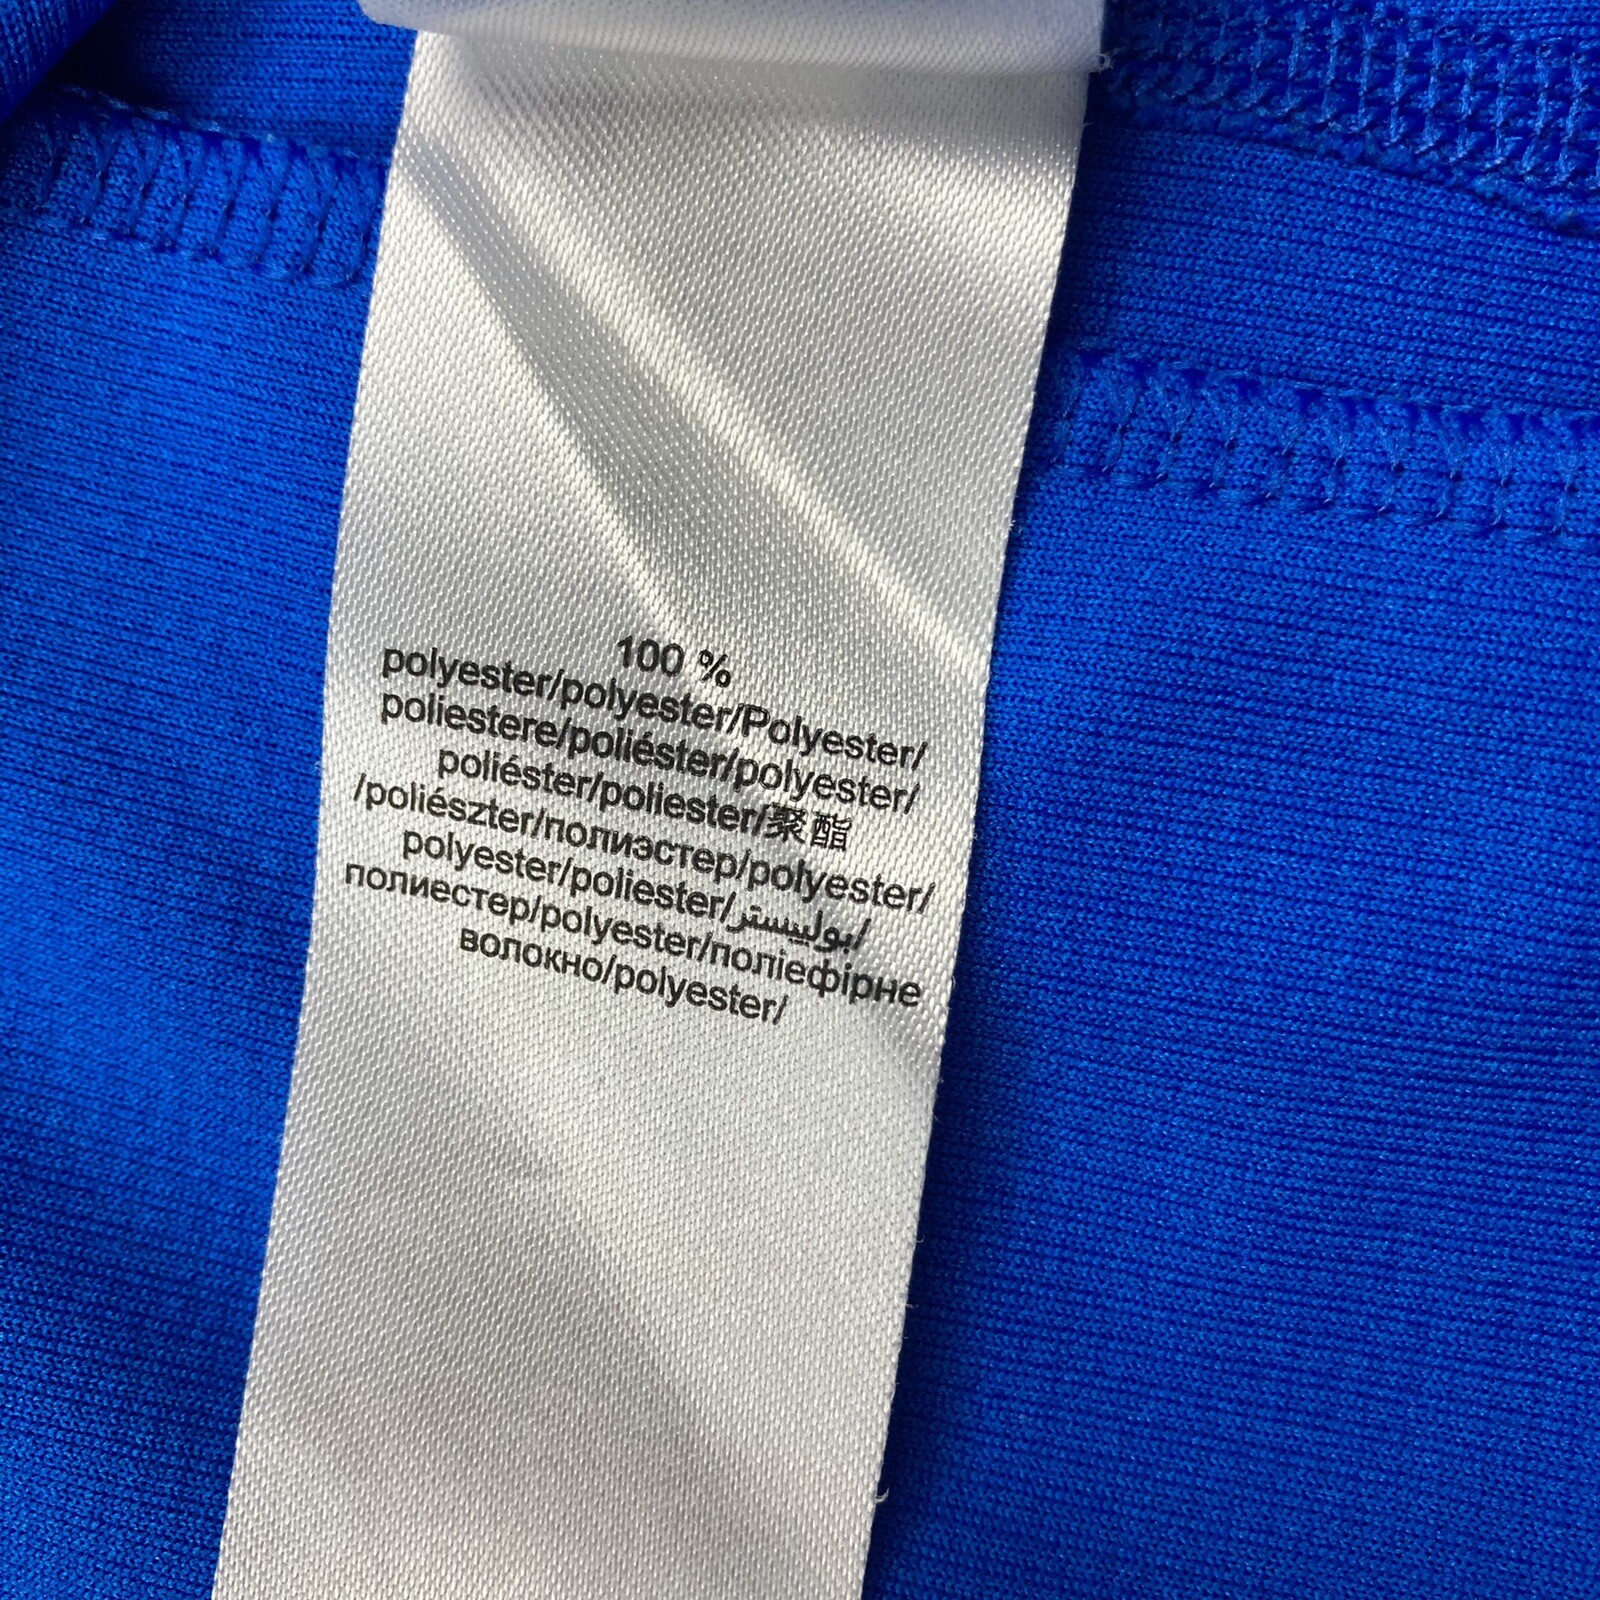 100 %
polyester/polyester/Polyester/
poliestere/poliéster/polyester/
poliéster/poliester/聚酯
/poliészter/полиэстер/polyester/
polyester/poliester/بوليستر/
полиестер/polyester/поліефірне
волокно/polyester/